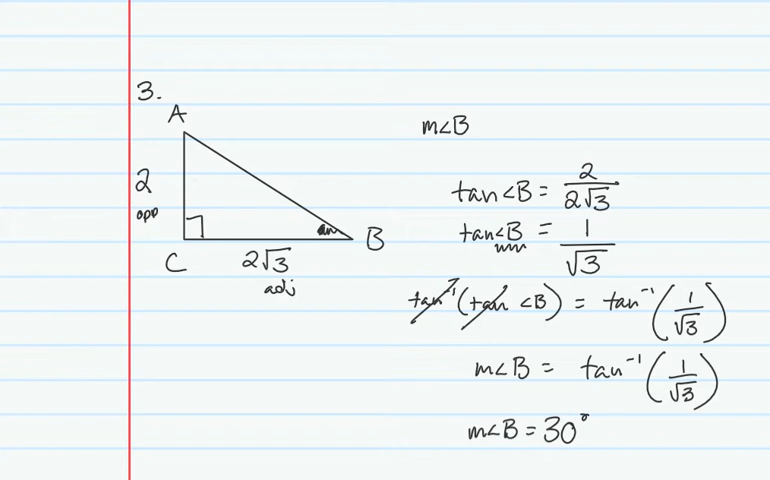 3.
A
m∠B
2
opp
C
2√3
adj
B
tan∠B = 2/2√3
tan∠B = 1/√3
tan⁻¹(tan ∠B) = tan⁻¹(1/√3)
m∠B = tan⁻¹(1/√3)
m∠B = 30°